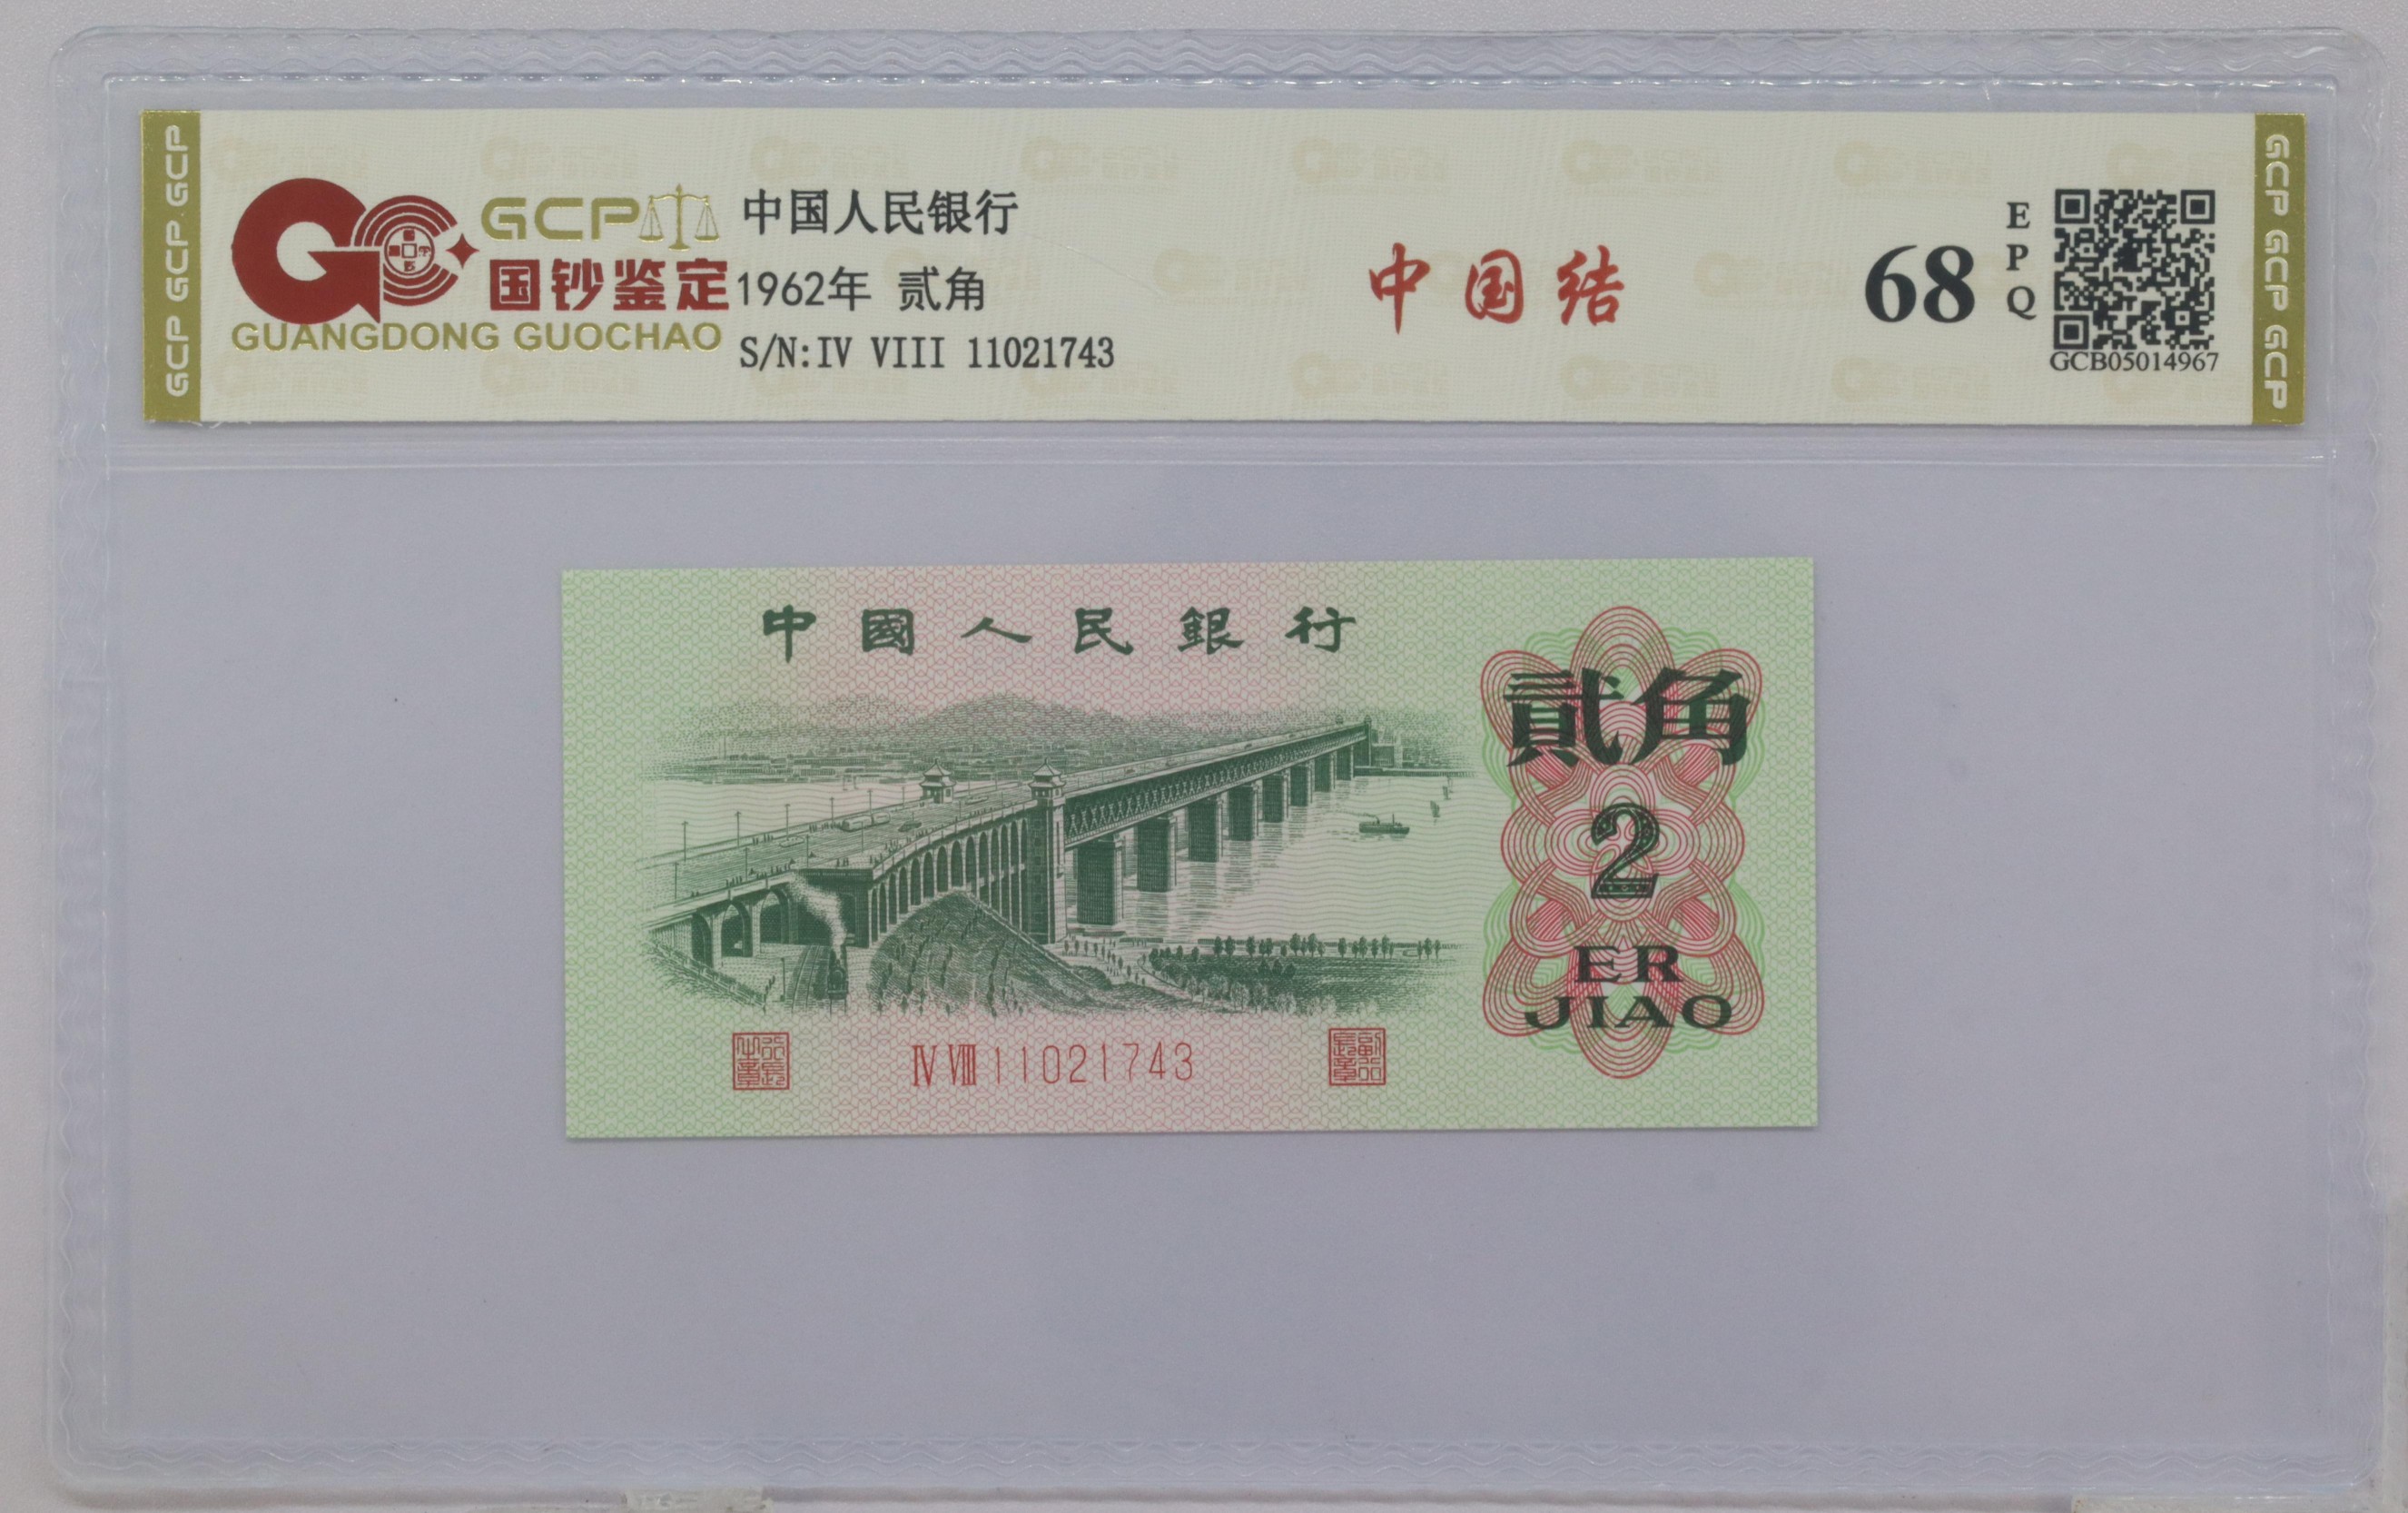 GCP GCP GCP
GCP
国钞鉴定
GUANGDONG GUOCHAO
中国人民银行
1962年 贰角
S/N:IV VIII 11021743
中国结
68
EPQ
GCB05014967
GCP GCP GCP
中國人民銀行
貳角
2
ER
JIAO
Ⅳ Ⅷ 11021743